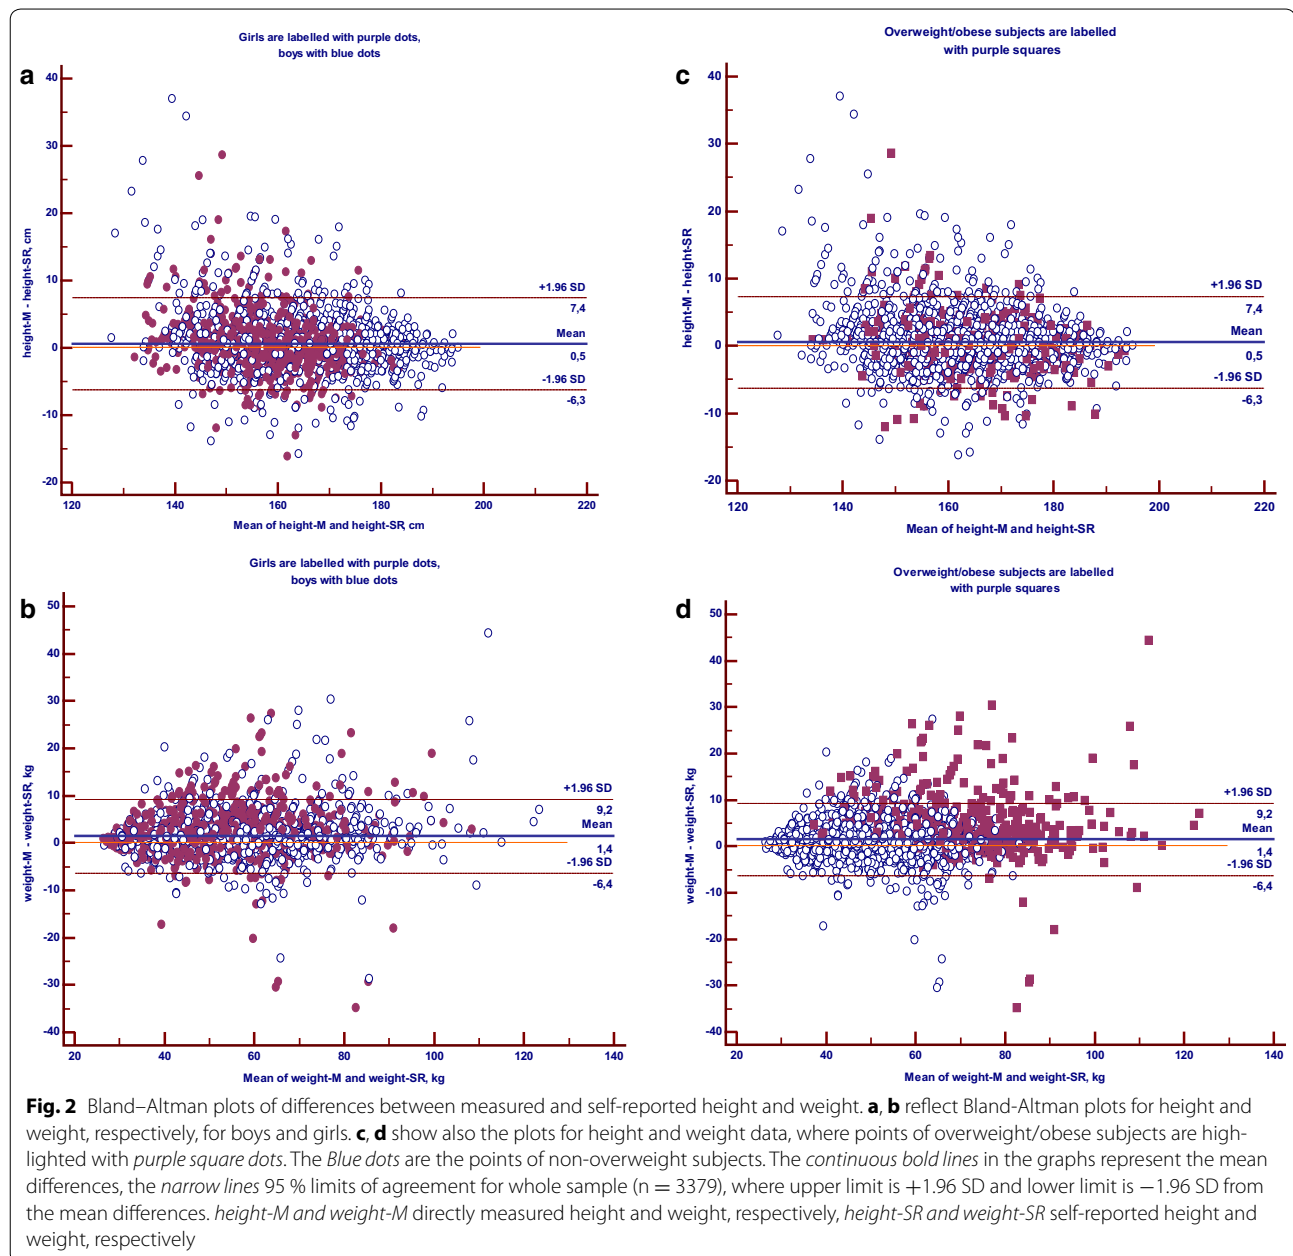 Girls are labelled with purple dots,
boys with blue dots
a
40
30
20
10
0
-10
-20
height-M - height-SR, cm
+1.96 SD
7,4
Mean
0,5
-1.96 SD
-6,3
120 140 160 180 200 220
Mean of height-M and height-SR, cm
Overweight/obese subjects are labelled
with purple squares
c
40
30
20
10
0
-10
-20
height-M - height-SR
+1.96 SD
7,4
Mean
0,5
-1.96 SD
-6,3
120 140 160 180 200 220
Mean of height-M and height-SR
Girls are labelled with purple dots,
boys with blue dots
b
50
40
30
20
10
0
-10
-20
-30
-40
weight-M - weight-SR, kg
+1.96 SD
9,2
Mean
1,4
-1.96 SD
-6,4
20 40 60 80 100 120 140
Mean of weight-M and weight-SR, kg
Overweight/obese subjects are labelled
with purple squares
d
50
40
30
20
10
0
-10
-20
-30
-40
weight-M - weight-SR, kg
+1.96 SD
9,2
Mean
1,4
-1.96 SD
-6,4
20 40 60 80 100 120 140
Mean of weight-M and weight-SR, kg
Fig. 2 Bland–Altman plots of differences between measured and self-reported height and weight. a, b reflect Bland-Altman plots for height and
weight, respectively, for boys and girls. c, d show also the plots for height and weight data, where points of overweight/obese subjects are high-
lighted with purple square dots. The Blue dots are the points of non-overweight subjects. The continuous bold lines in the graphs represent the mean
differences, the narrow lines 95 % limits of agreement for whole sample (n = 3379), where upper limit is +1.96 SD and lower limit is −1.96 SD from
the mean differences. height-M and weight-M directly measured height and weight, respectively, height-SR and weight-SR self-reported height and
weight, respectively